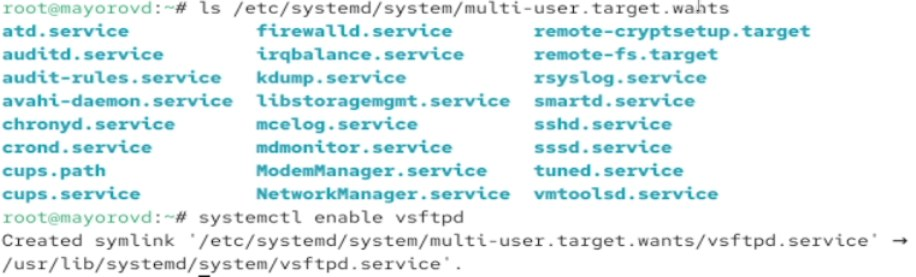 root@mayorovd:~# ls /etc/systemd/system/multi-user.target.wants
atd.service firewalld.service remote-cryptsetup.target
auditd.service irqbalance.service remote-fs.target
audit-rules.service kdump.service rsyslog.service
avahi-daemon.service libstoragemgmt.service smartd.service
chronyd.service mcelog.service sshd.service
crond.service mdmonitor.service sssd.service
cups.path ModemManager.service tuned.service
cups.service NetworkManager.service vmtoolsd.service
root@mayorovd:~# systemctl enable vsftpd
Created symlink '/etc/systemd/system/multi-user.target.wants/vsftpd.service' →
/usr/lib/systemd/system/vsftpd.service'.